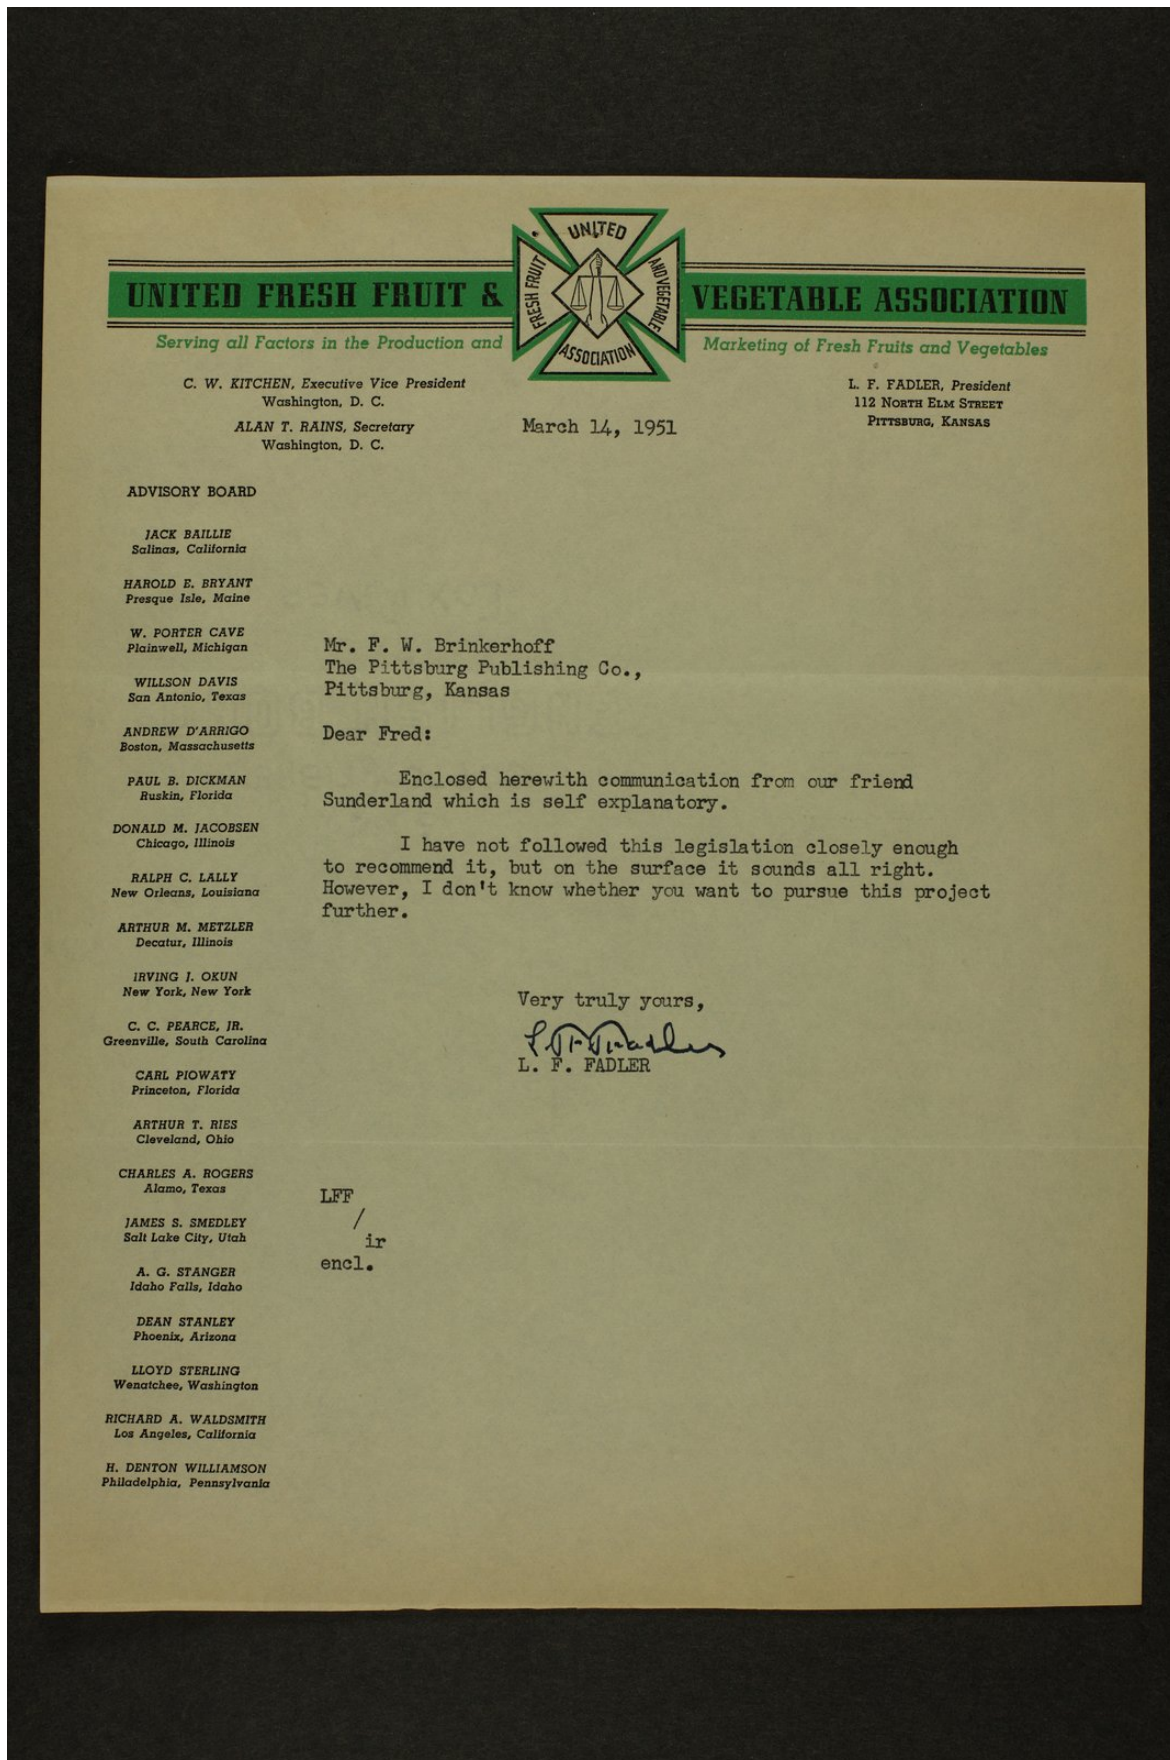 UNITED FRESH FRUIT & VEGETABLE ASSOCIATION
UNITED
FRESH FRUIT
AND VEGETABLE
ASSOCIATION
Serving all Factors in the Production and Marketing of Fresh Fruits and Vegetables
C. W. KITCHEN, Executive Vice President
Washington, D. C.
ALAN T. RAINS, Secretary
Washington, D. C.
L. F. FADLER, President
112 NORTH ELM STREET
PITTSBURG, KANSAS
March 14, 1951
ADVISORY BOARD
JACK BAILLIE
Salinas, California
HAROLD E. BRYANT
Presque Isle, Maine
W. PORTER CAVE
Plainwell, Michigan
WILLSON DAVIS
San Antonio, Texas
ANDREW D'ARRIGO
Boston, Massachusetts
PAUL B. DICKMAN
Ruskin, Florida
DONALD M. JACOBSEN
Chicago, Illinois
RALPH C. LALLY
New Orleans, Louisiana
ARTHUR M. METZLER
Decatur, Illinois
IRVING J. OKUN
New York, New York
C. C. PEARCE, JR.
Greenville, South Carolina
CARL PIOWATY
Princeton, Florida
ARTHUR T. RIES
Cleveland, Ohio
CHARLES A. ROGERS
Alamo, Texas
JAMES S. SMEDLEY
Salt Lake City, Utah
A. G. STANGER
Idaho Falls, Idaho
DEAN STANLEY
Phoenix, Arizona
LLOYD STERLING
Wenatchee, Washington
RICHARD A. WALDSMITH
Los Angeles, California
H. DENTON WILLIAMSON
Philadelphia, Pennsylvania
Mr. F. W. Brinkerhoff
The Pittsburg Publishing Co.,
Pittsburg, Kansas
Dear Fred:
Enclosed herewith communication from our friend
Sunderland which is self explanatory.
I have not followed this legislation closely enough
to recommend it, but on the surface it sounds all right.
However, I don't know whether you want to pursue this project
further.
Very truly yours,
L F Fadler
L. F. FADLER
LFF
/
ir
encl.